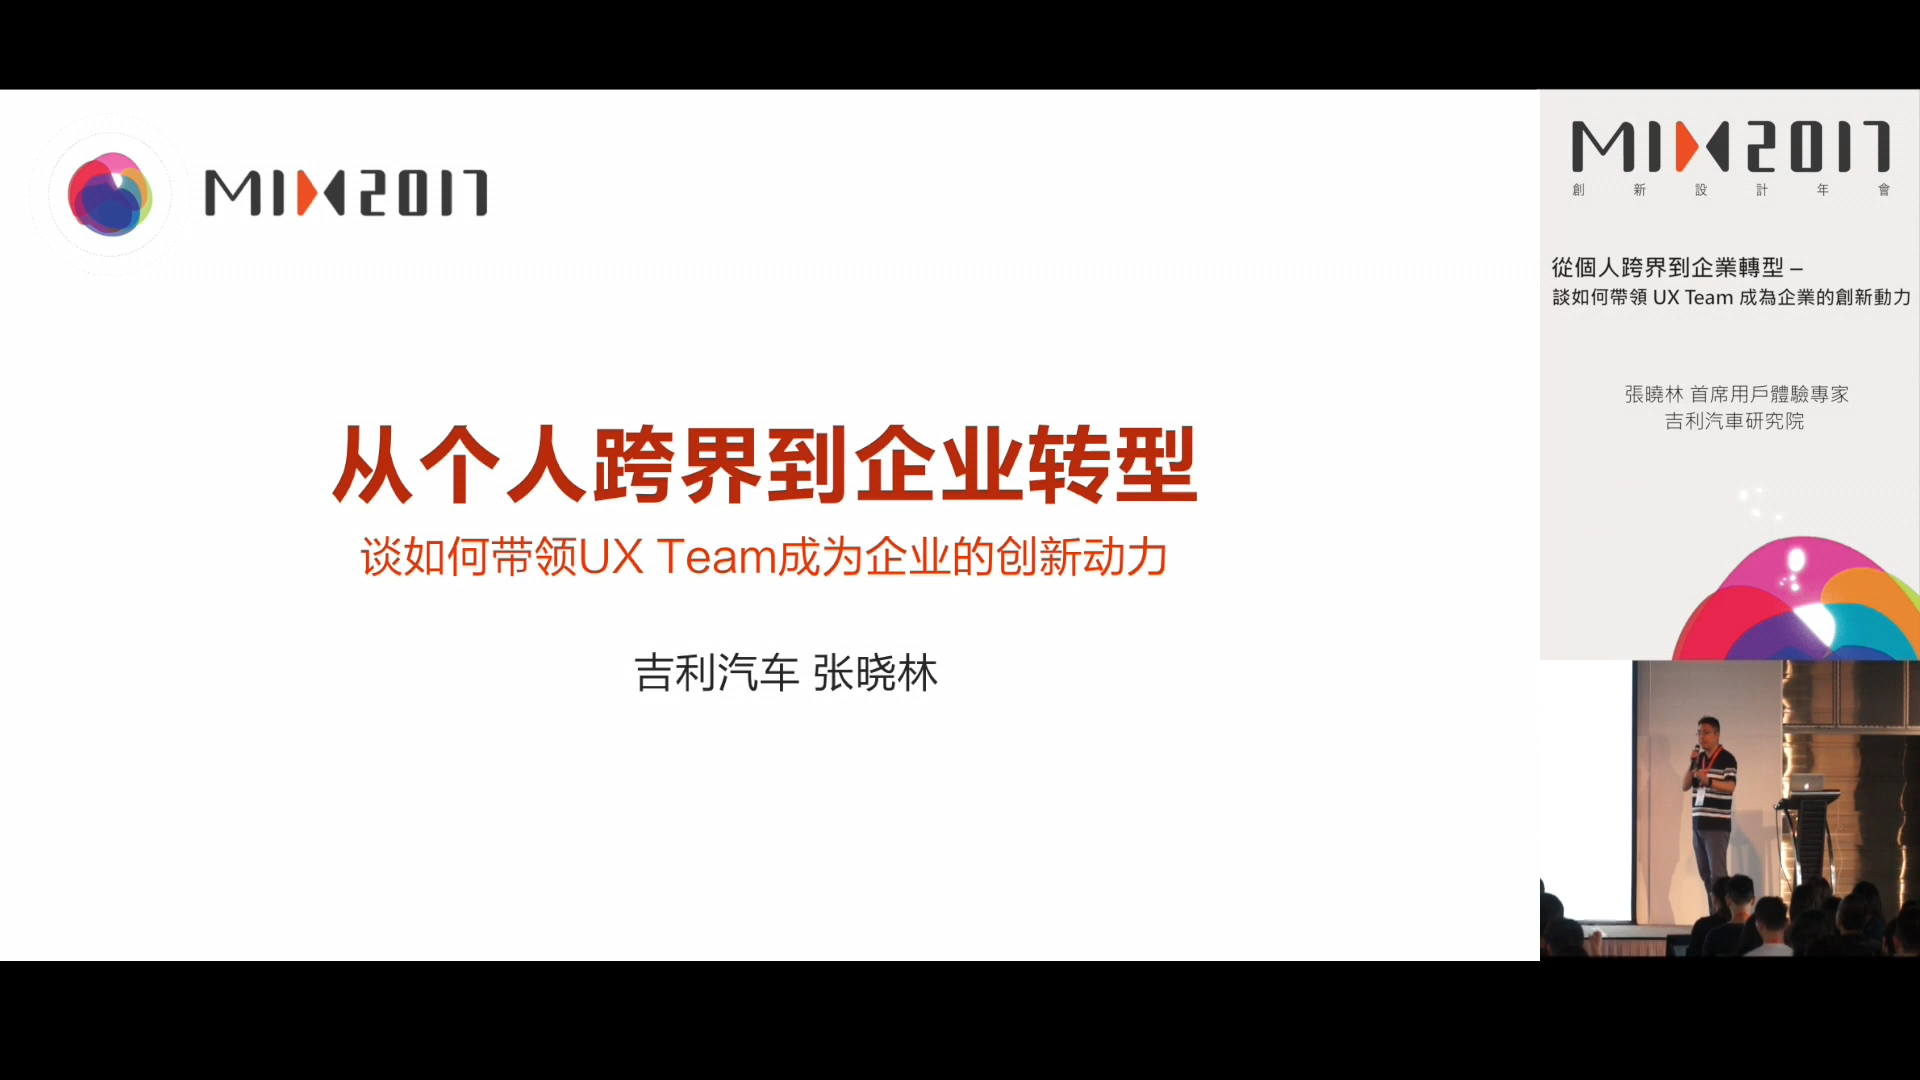 MIX2017
从个人跨界到企业转型
谈如何带领UX Team成为企业的创新动力
吉利汽车 张晓林
MIX2017
創新設計年會
從個人跨界到企業轉型 –
談如何帶領 UX Team 成為企業的創新動力
張曉林 首席用戶體驗專家
吉利汽車研究院